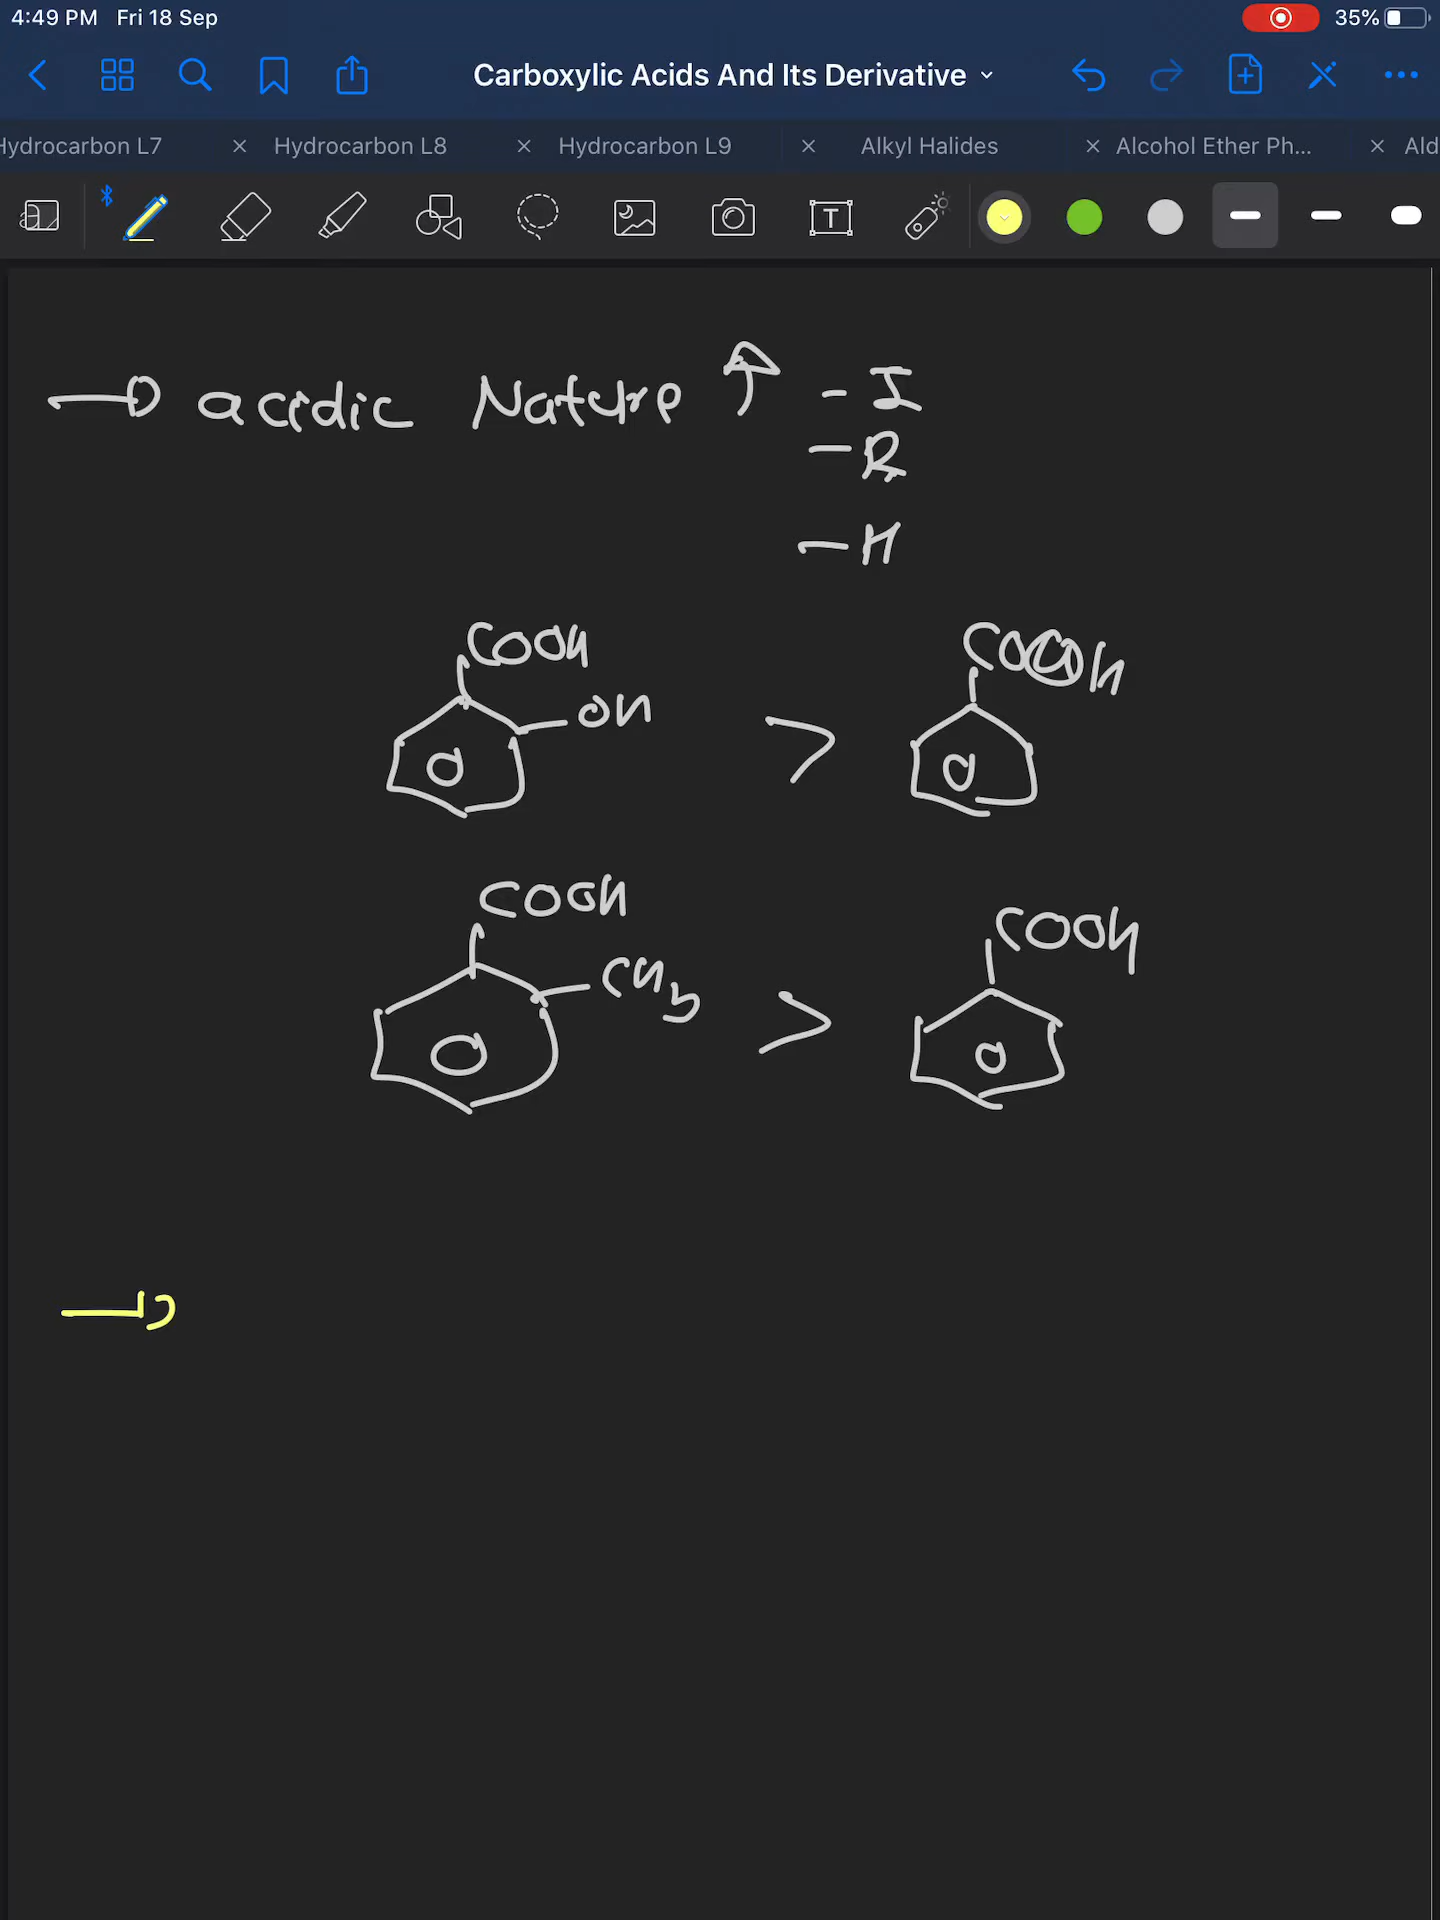 4:49 PM Fri 18 Sep 35%
Carboxylic Acids And Its Derivative
Hydrocarbon L7 Hydrocarbon L8 Hydrocarbon L9 Alkyl Halides Alcohol Ether Ph... Ald
T
acidic Nature ↑ - I
- R
- H
COOH COOH
OH >
COOH COOH
CH3 >